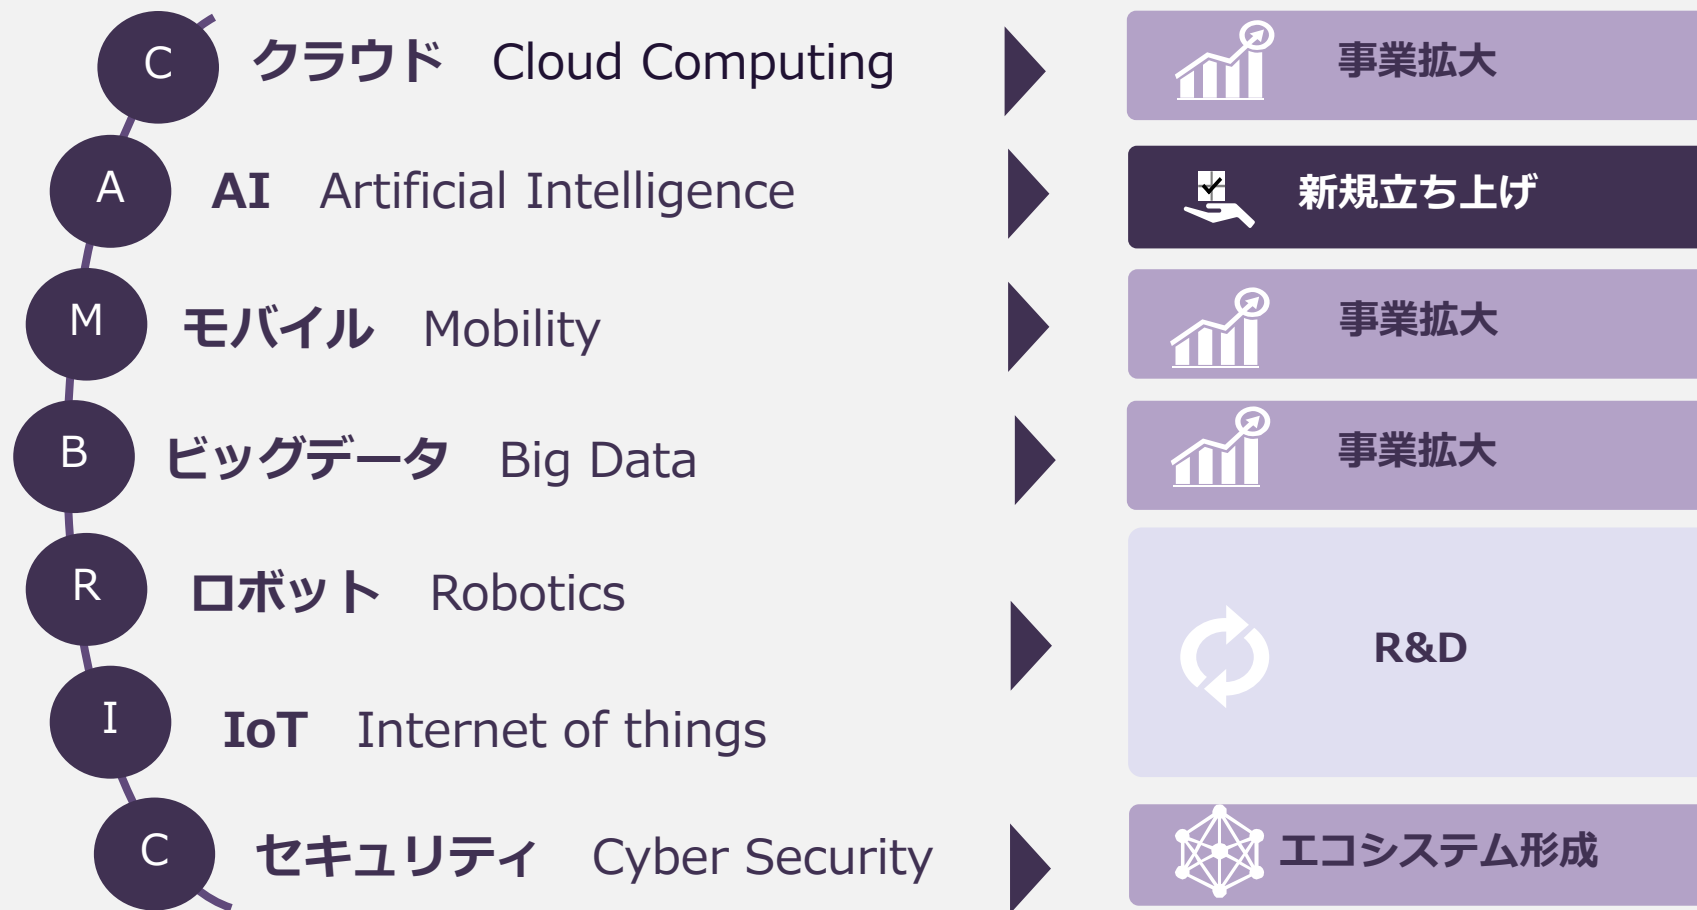 C クラウド Cloud Computing 事業拡大
A AI Artificial Intelligence 新規立ち上げ
M モバイル Mobility 事業拡大
B ビッグデータ Big Data 事業拡大
R ロボット Robotics
R&D
I IoT Internet of things
C セキュリティ Cyber Security エコシステム形成